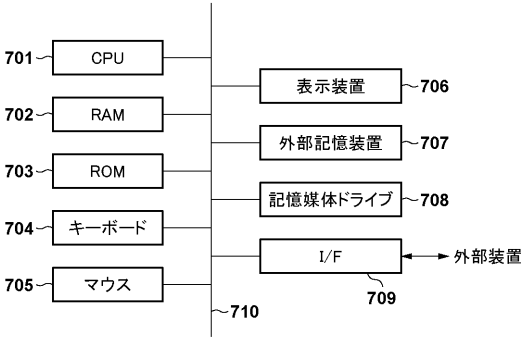 701 CPU
702 RAM
703 ROM
704 キーボード
705 マウス
表示装置 706
外部記憶装置 707
記憶媒体ドライブ 708
I/F 外部装置
709
710